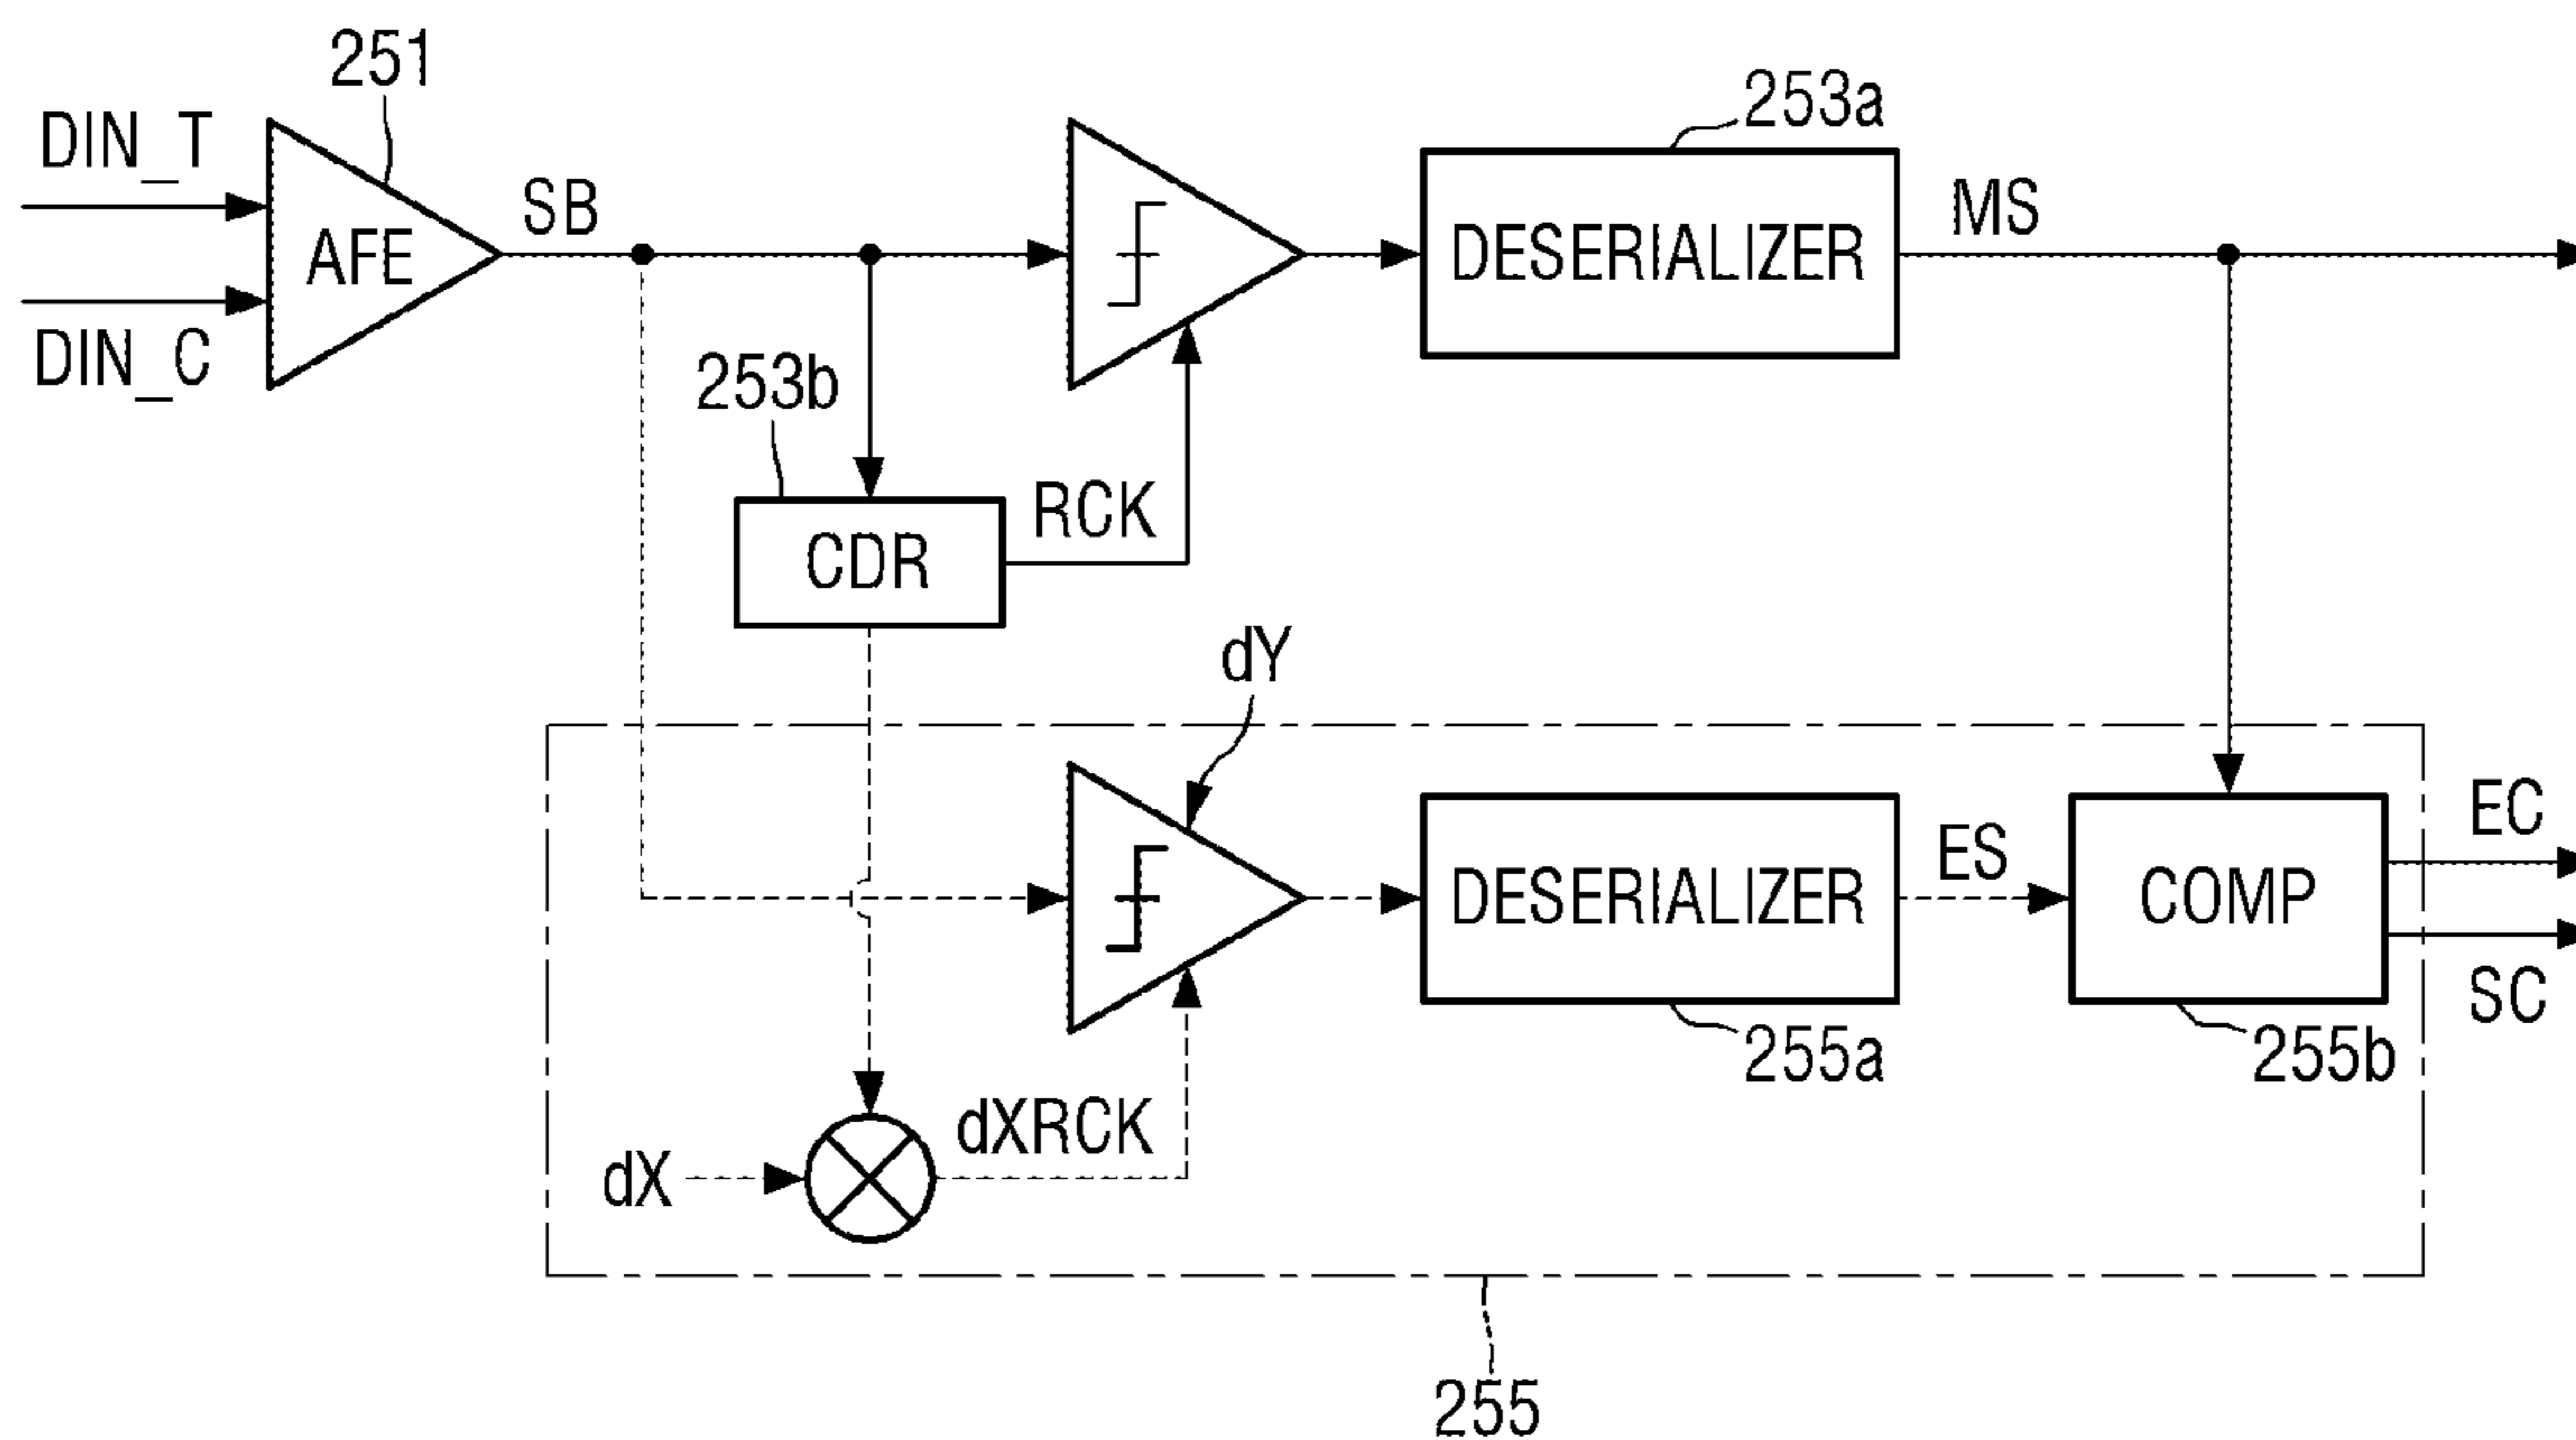 251
253a
DIN_T
SB
MS
AFE
DESERIALIZER
DIN_C
253b
RCK
CDR
dY
EC
ES
DESERIALIZER
COMP
SC
255a
255b
dX
dXRCK
255